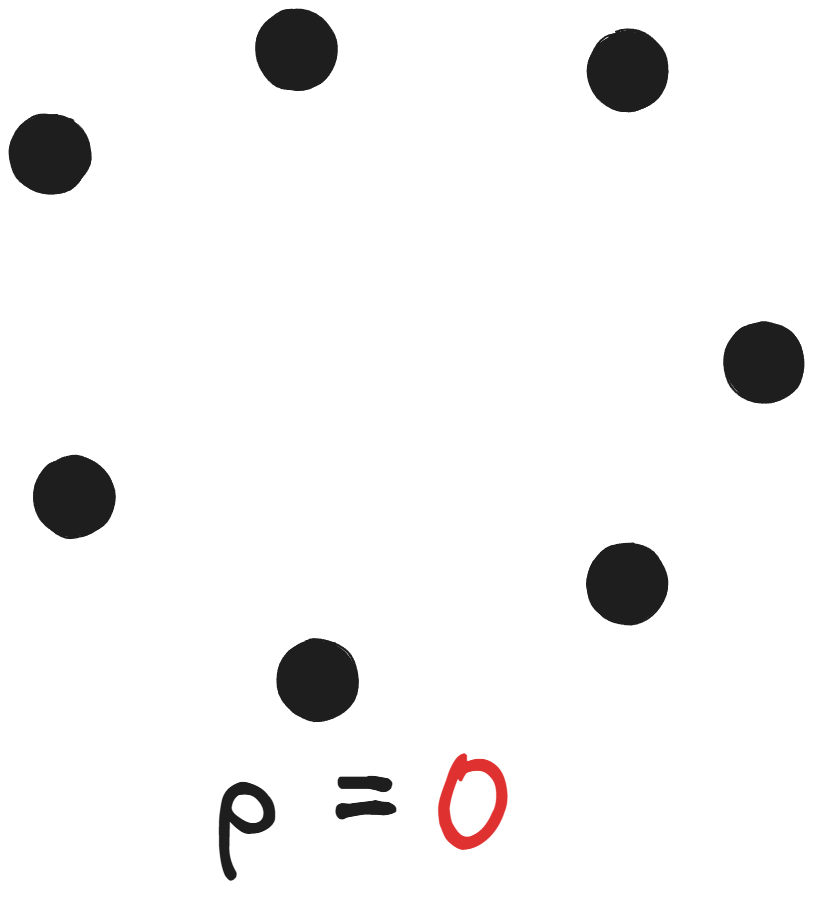 ρ = 0